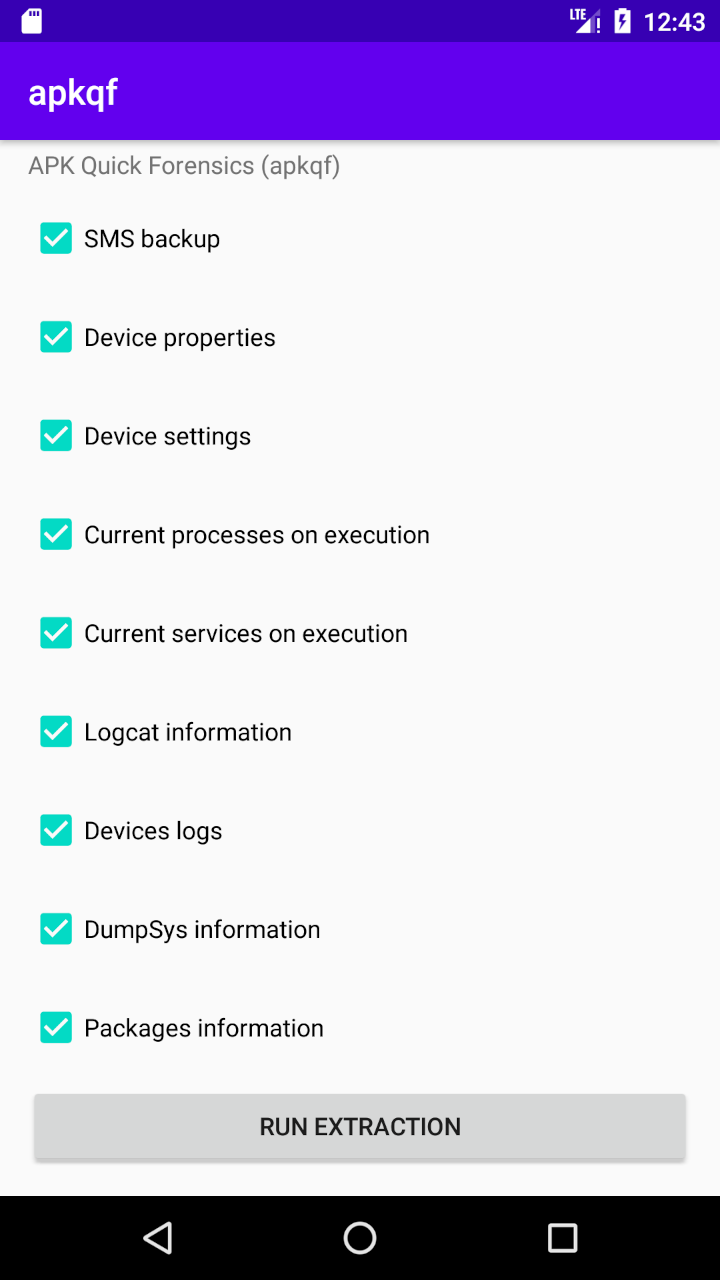 LTE 12:43
apkqf
APK Quick Forensics (apkqf)
SMS backup
Device properties
Device settings
Current processes on execution
Current services on execution
Logcat information
Devices logs
DumpSys information
Packages information
RUN EXTRACTION